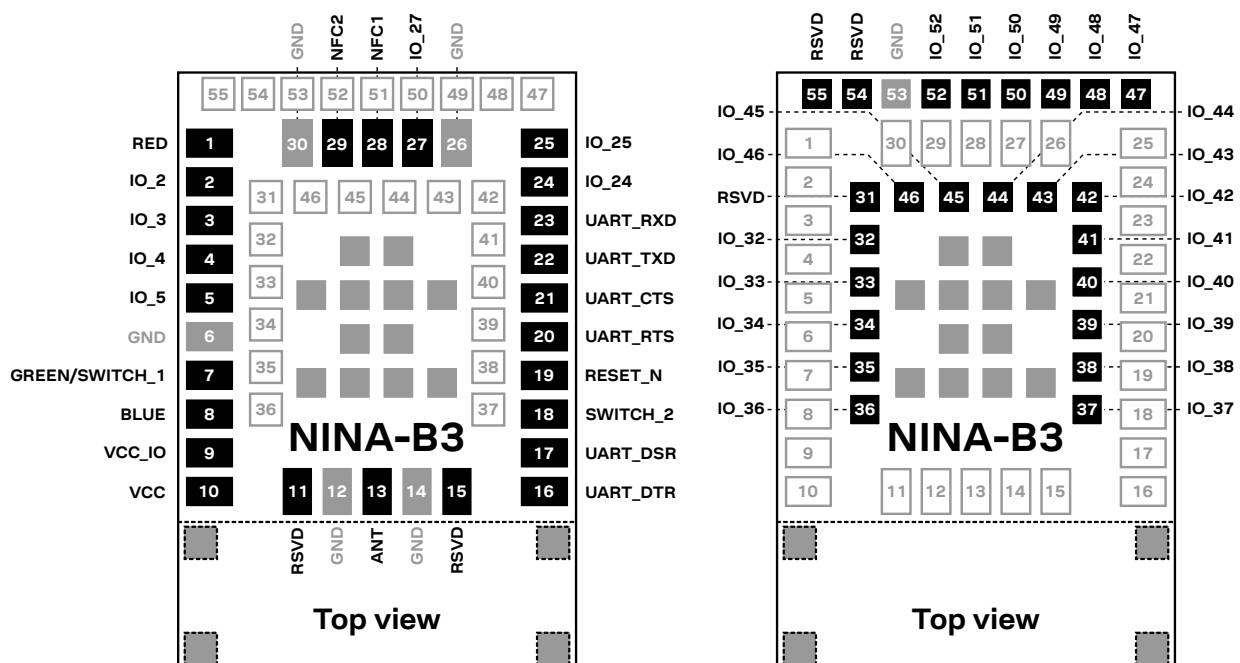 GND NFC2 NFC1 IO_27 GND
55 54 53 52 51 50 49 48 47
30 29 28 27 26
RED 1 25 IO_25
IO_2 2 24 IO_24
31 46 45 44 43 42
IO_3 3 23 UART_RXD
32 41
IO_4 4 22 UART_TXD
33 40
IO_5 5 21 UART_CTS
34 39
GND 6 20 UART_RTS
35 38
GREEN/SWITCH_1 7 19 RESET_N
36 37
BLUE 8 18 SWITCH_2
NINA-B3
VCC_IO 9 17 UART_DSR
VCC 10 11 12 13 14 15 16 UART_DTR
RSVD GND ANT GND RSVD
Top view
RSVD RSVD GND IO_52 IO_51 IO_50 IO_49 IO_48 IO_47
55 54 53 52 51 50 49 48 47
IO_45 IO_44
1 30 29 28 27 26 25
IO_46 IO_43
2 24
RSVD 31 46 45 44 43 42 IO_42
3 23
IO_32 32 41 IO_41
4 22
IO_33 33 40 IO_40
5 21
IO_34 34 39 IO_39
6 20
IO_35 35 38 IO_38
7 19
IO_36 36 37 IO_37
8 18
NINA-B3
9 17
10 11 12 13 14 15 16
Top view